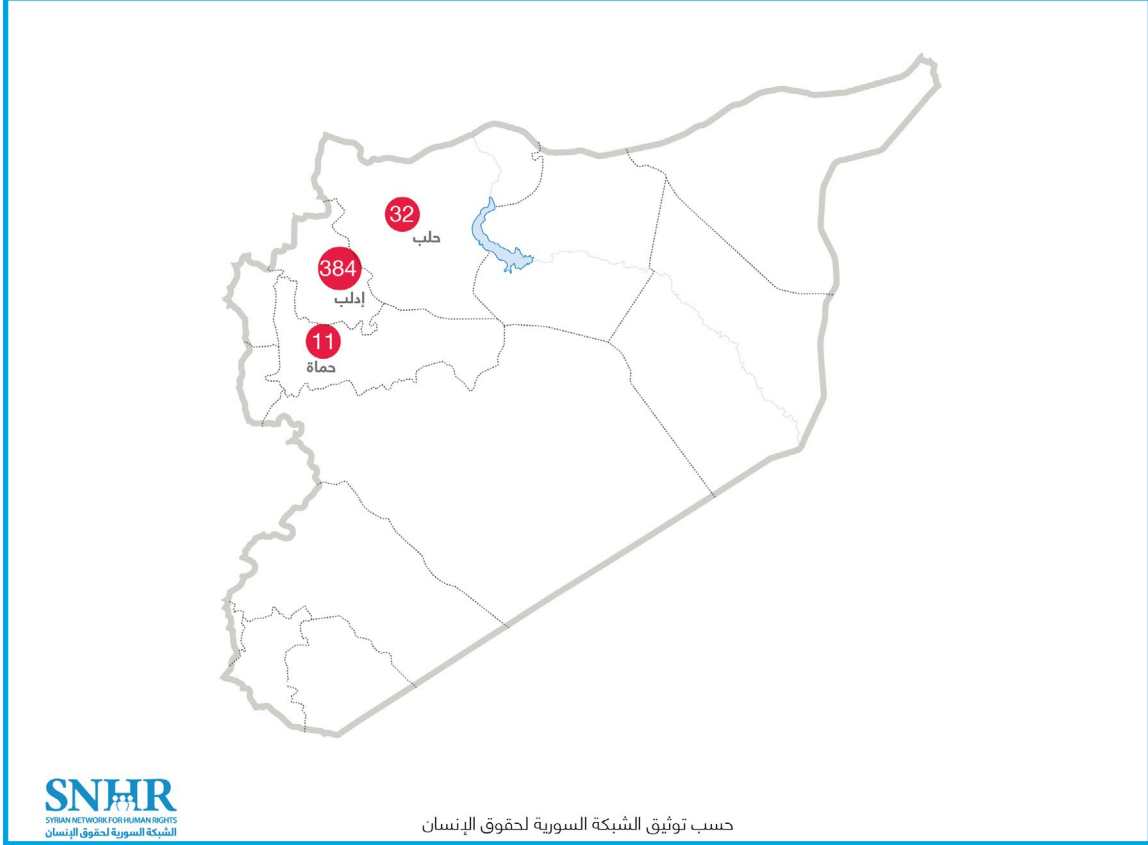 32
حلب
384
إدلب
11
حماة
SNHR
SYRIAN NETWORK FOR HUMAN RIGHTS
الشبكة السورية لحقوق الإنسان
حسب توثيق الشبكة السورية لحقوق الإنسان